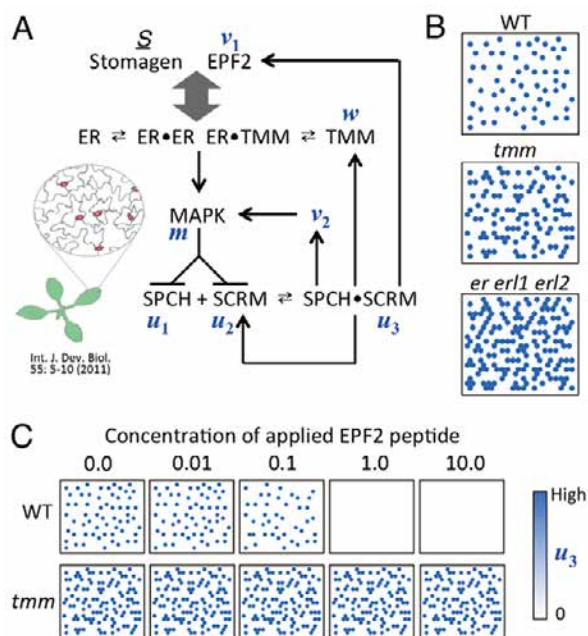 A
S v1
Stomagen EPF2
ER ⇌ ER•ER ER•TMM ⇌ TMM
w
MAPK
m
v2
SPCH + SCRM ⇌ SPCH•SCRM
u1 u2 u3
Int. J. Dev. Biol.
55: 5-10 (2011)
B
WT
tmm
er erl1 erl2
C
Concentration of applied EPF2 peptide
0.0 0.01 0.1 1.0 10.0
WT
tmm
High
u3
0